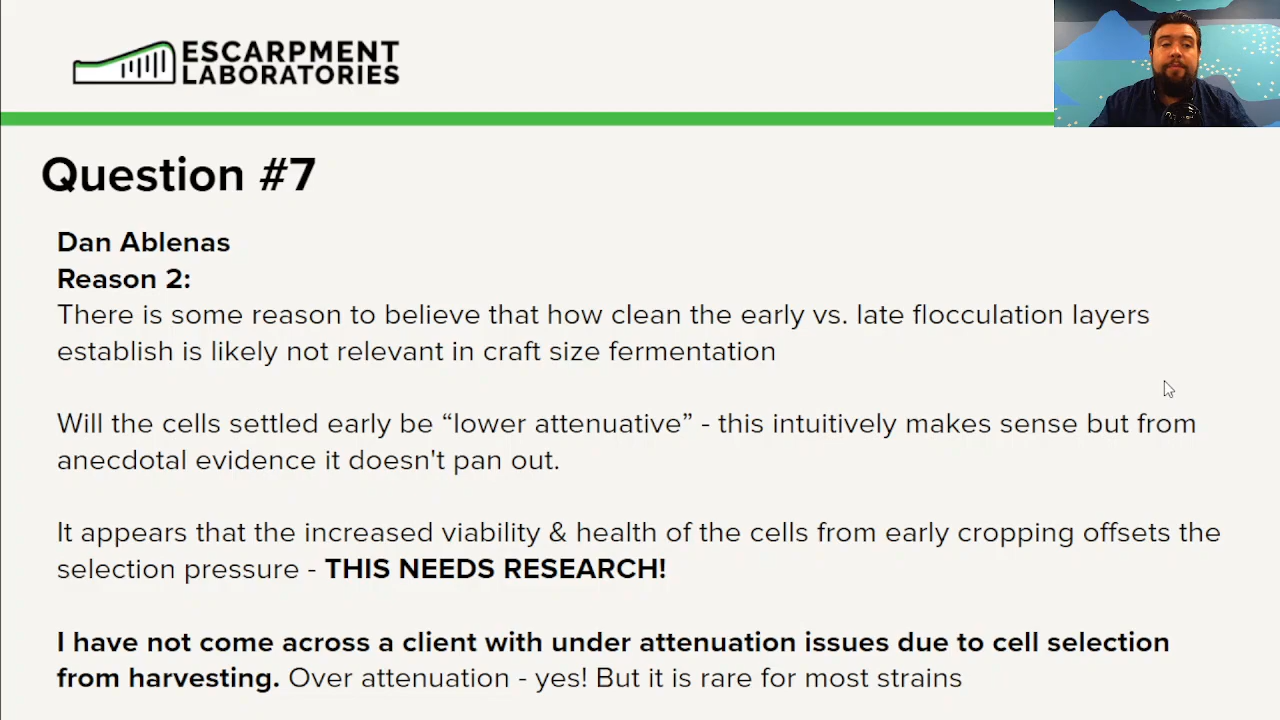 ESCARPMENT
LABORATORIES
Question #7
Dan Ablenas
Reason 2:
There is some reason to believe that how clean the early vs. late flocculation layers
establish is likely not relevant in craft size fermentation
Will the cells settled early be “lower attenuative” - this intuitively makes sense but from
anecdotal evidence it doesn't pan out.
It appears that the increased viability & health of the cells from early cropping offsets the
selection pressure - THIS NEEDS RESEARCH!
I have not come across a client with under attenuation issues due to cell selection
from harvesting. Over attenuation - yes! But it is rare for most strains